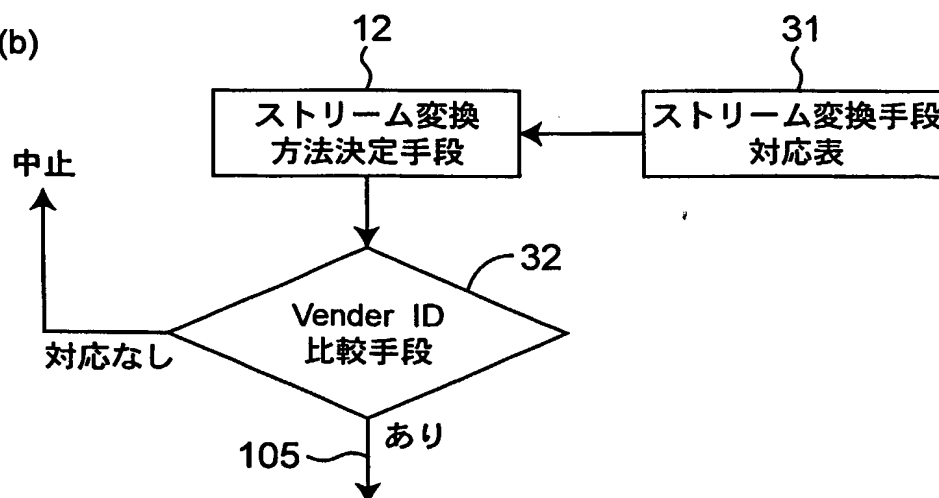 (b)
12
31
ストリーム変換
方法決定手段
ストリーム変換手段
対応表
中止
32
Vender ID
比較手段
対応なし
あり
105